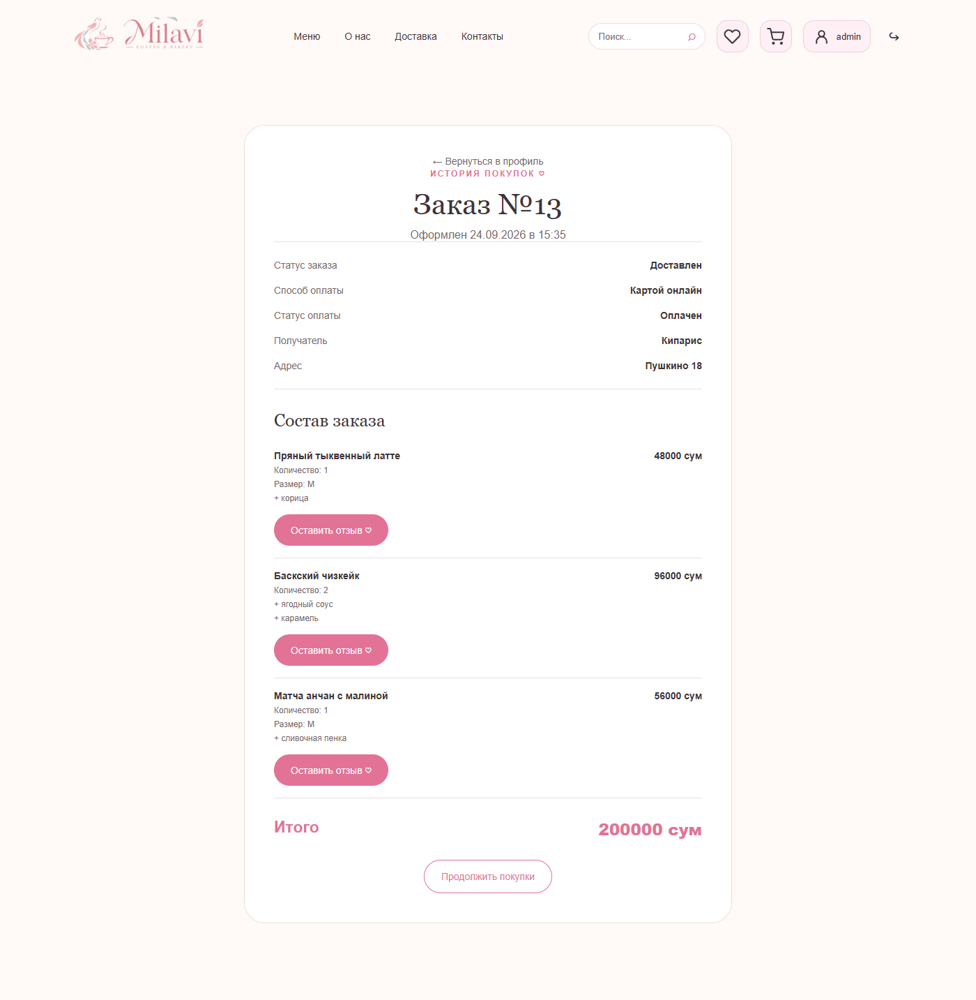 Milavi
COFFEE & BAKERY
Меню
О нас
Доставка
Контакты
Поиск...
admin
← Вернуться в профиль
ИСТОРИЯ ПОКУПОК ♡
Заказ №13
Оформлен 24.09.2026 в 15:35
Статус заказа Доставлен
Способ оплаты Картой онлайн
Статус оплаты Оплачен
Получатель Кипарис
Адрес Пушкино 18
Состав заказа
Пряный тыквенный латте 48000 сум
Количество: 1
Размер: M
+ корица
Оставить отзыв ♡
Баскский чизкейк 96000 сум
Количество: 2
+ ягодный соус
+ карамель
Оставить отзыв ♡
Матча анчан с малиной 56000 сум
Количество: 1
Размер: M
+ сливочная пенка
Оставить отзыв ♡
Итого 200000 сум
Продолжить покупки